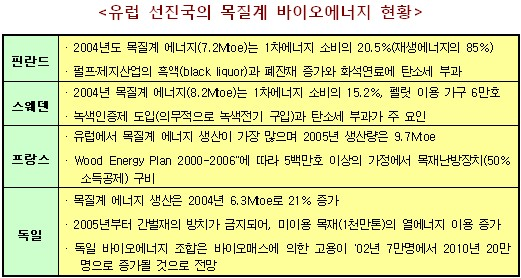 <유럽 선진국의 목질계 바이오에너지 현황>
핀란드
· 2004년도 목질계 에너지(7.2Mtoe)는 1차에너지 소비의 20.5%(재생에너지의 85%)
· 펄프제지산업의 흑액(black liquor)과 폐잔재 증가와 화석연료에 탄소세 부과
스웨덴
· 2004년 목질계 에너지(8.2Mtoe)는 1차에너지 소비의 15.2%, 펠릿 이용 가구 6만호
· 녹색인증제 도입(의무적으로 녹색전기 구입)과 탄소세 부과가 주 요인
프랑스
· 유럽에서 목질계 에너지 생산이 가장 많으며 2005년 생산량은 9.7Mtoe
· Wood Energy Plan 2000-2006"에 따라 5백만호 이상의 가정에서 목재난방장치(50%
소득공제) 구비
독일
· 목질계 에너지 생산은 2004년 6.3Mtoe로 21% 증가
· 2005년부터 간벌재의 방치가 금지되어, 미이용 목재(1천만톤)의 열에너지 이용 증가
· 독일 바이오에너지 조합은 바이오매스에 의한 고용이 '02년 7만명에서 2010년 20만
명으로 증가될 것으로 전망